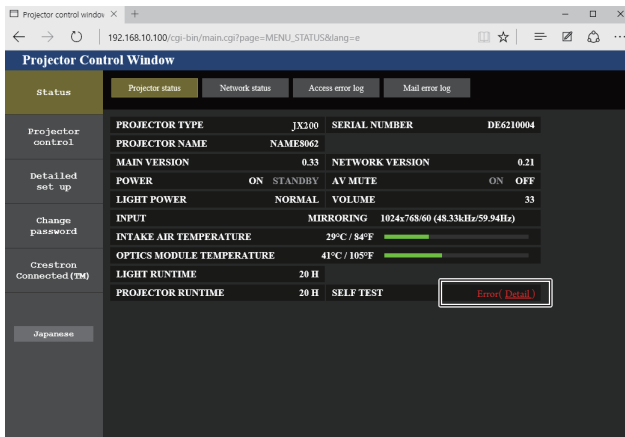 Projector control window
192.168.10.100/cgi-bin/main.cgi?page=MENU_STATUS&lang=e
Projector Control Window
Status
Projector status Network status Access error log Mail error log
Projector
control
Detailed
set up
Change
password
Crestron
Connected(TM)
Japanese
PROJECTOR TYPE JX200 SERIAL NUMBER DE6210004
PROJECTOR NAME NAME8062
MAIN VERSION 0.33 NETWORK VERSION 0.21
POWER ON STANDBY AV MUTE ON OFF
LIGHT POWER NORMAL VOLUME 33
INPUT MIRRORING 1024x768/60 (48.33kHz/59.94Hz)
INTAKE AIR TEMPERATURE 29°C / 84°F
OPTICS MODULE TEMPERATURE 41°C / 105°F
LIGHT RUNTIME 20 H
PROJECTOR RUNTIME 20 H SELF TEST Error( Detail )